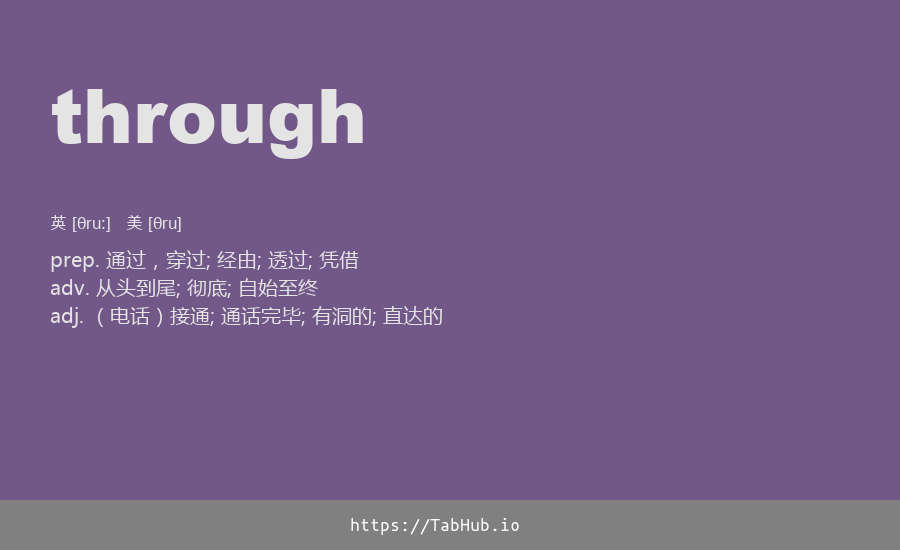 through
英 [θruː]   美 [θru]
prep. 通过，穿过; 经由; 透过; 凭借
adv. 从头到尾; 彻底; 自始至终
adj. （电话）接通; 通话完毕; 有洞的; 直达的
https://TabHub.io